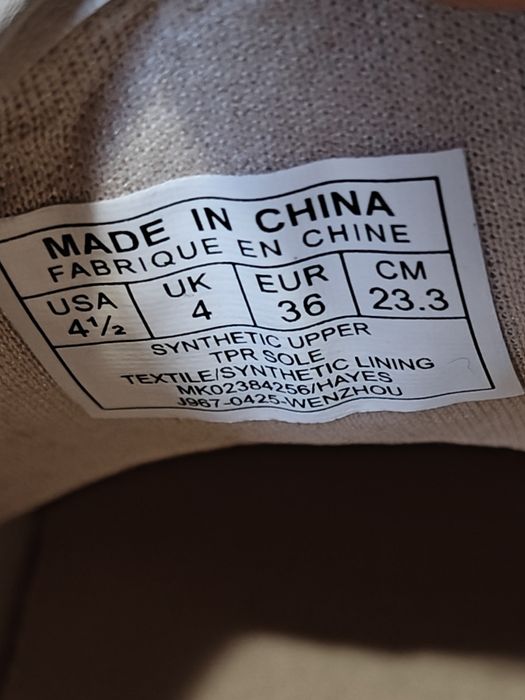 MADE IN CHINA
FABRIQUE EN CHINE
USA UK EUR CM
4½ 4 36 23.3
SYNTHETIC UPPER
TPR SOLE
TEXTILE/SYNTHETIC LINING
MK02384256/HAYES
J967-0425-WENZHOU